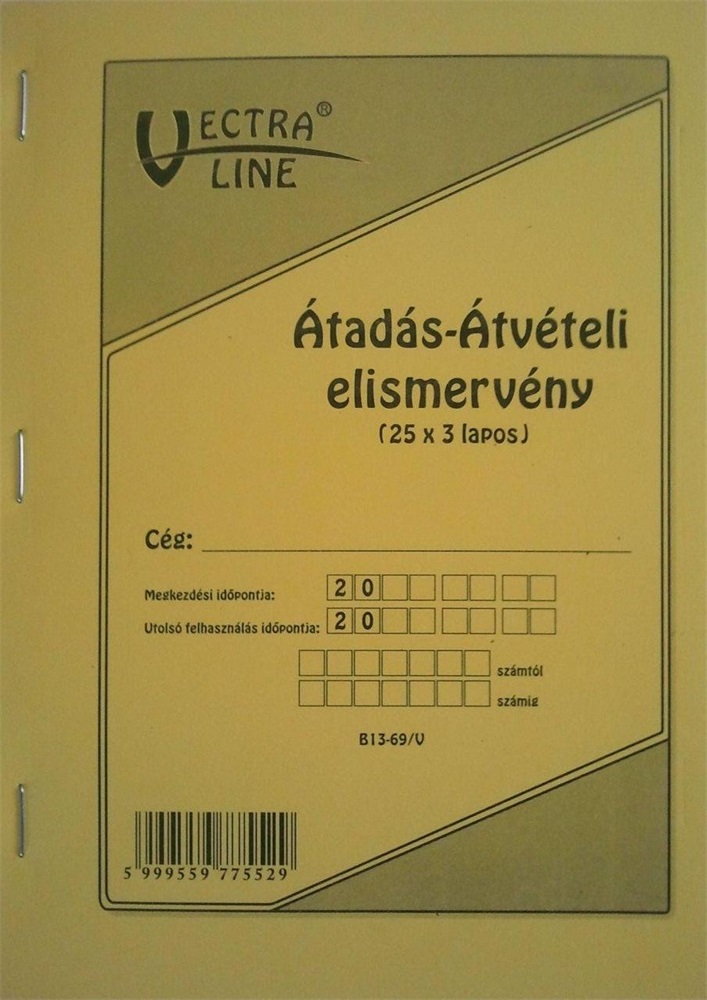 VECTRA®
LINE
Átadás-Átvételi
elismervény
(25 x 3 lapos)
Cég:
Megkezdési időpontja: 20
Utolsó felhasználás időpontja: 20
számtól
számig
B13-69/V
5 999559 775529